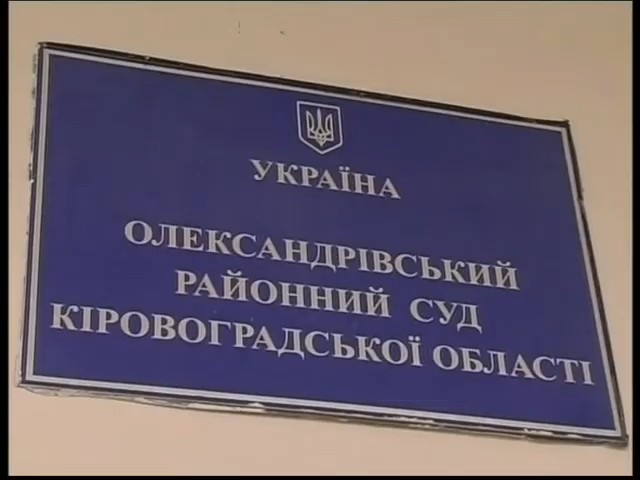 УКРАЇНА
ОЛЕКСАНДРІВСЬКИЙ
РАЙОННИЙ СУД
КІРОВОГРАДСЬКОЇ ОБЛАСТІ